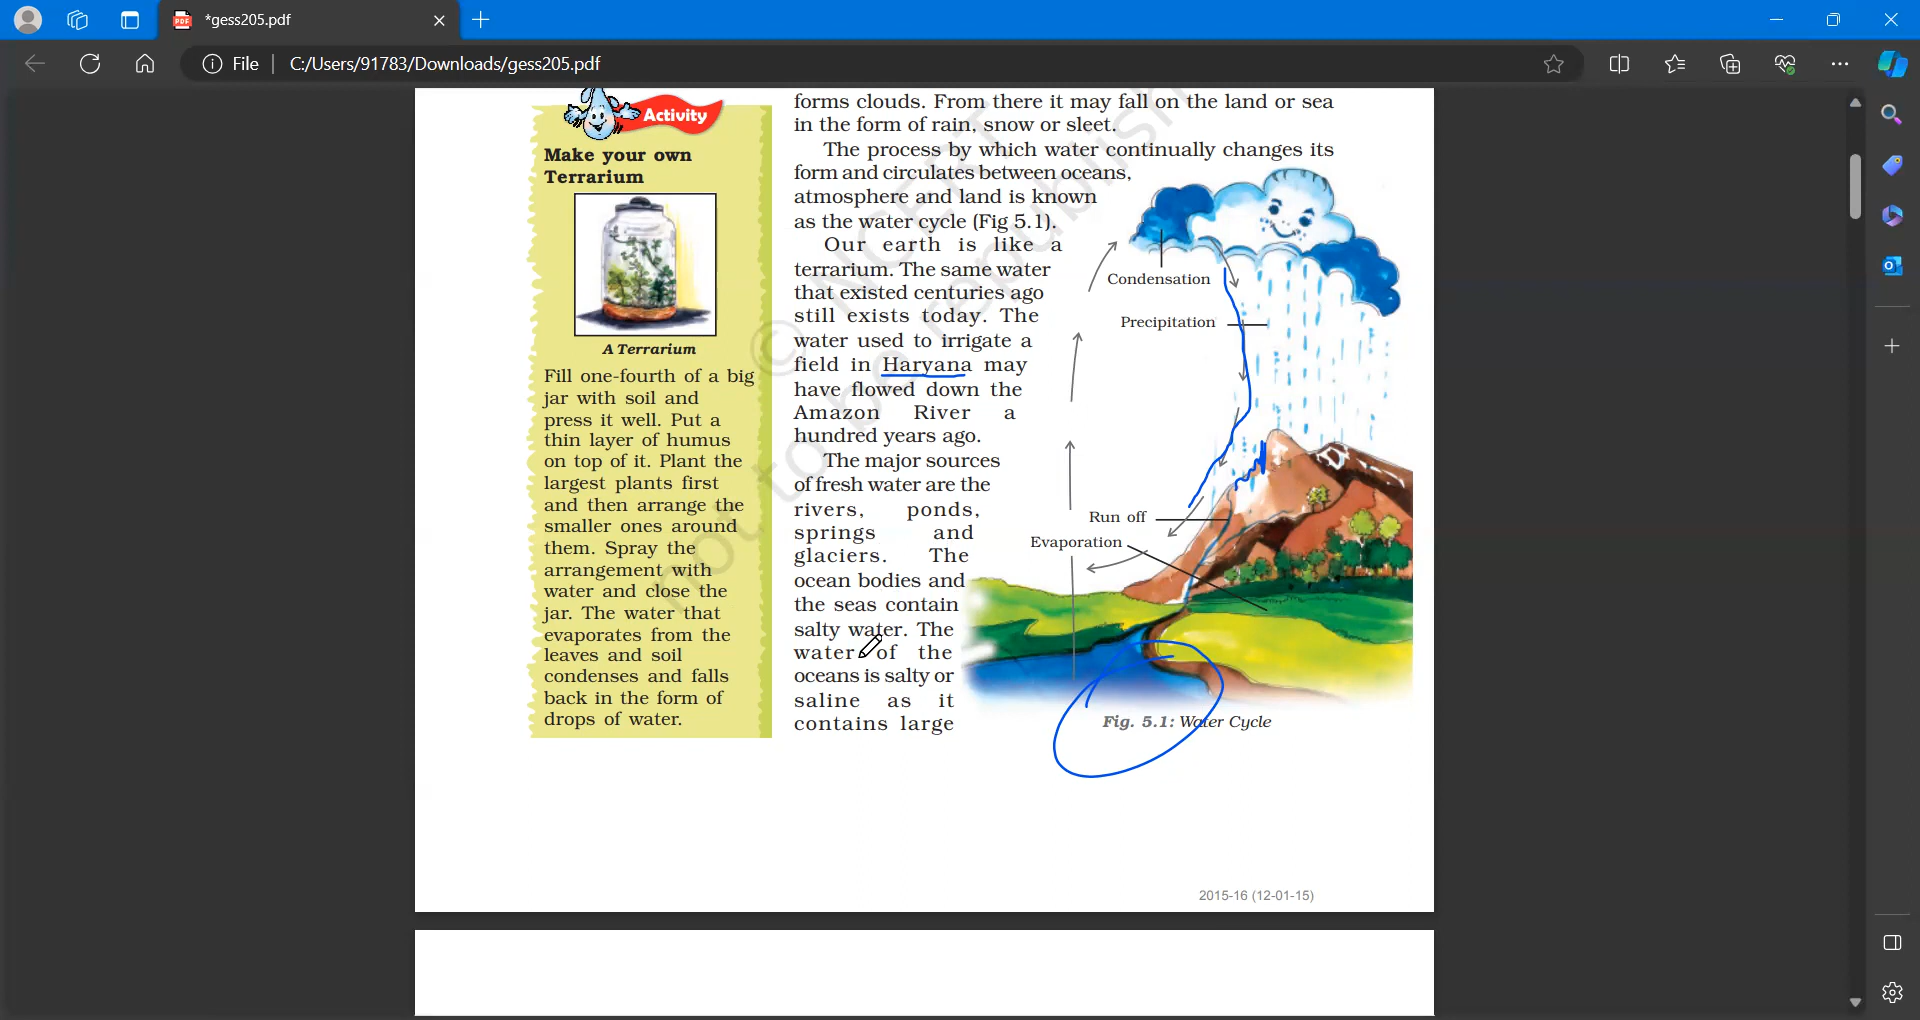 *gess205.pdf
File
C:/Users/91783/Downloads/gess205.pdf
Activity
Make your own
Terrarium
A Terrarium
Fill one-fourth of a big
jar with soil and
press it well. Put a
thin layer of humus
on top of it. Plant the
largest plants first
and then arrange the
smaller ones around
them. Spray the
arrangement with
water and close the
jar. The water that
evaporates from the
leaves and soil
condenses and falls
back in the form of
drops of water.
forms clouds. From there it may fall on the land or sea
in the form of rain, snow or sleet.
The process by which water continually changes its
form and circulates between oceans,
atmosphere and land is known
as the water cycle (Fig 5.1).
Our earth is like a
terrarium. The same water
that existed centuries ago
still exists today. The
water used to irrigate a
field in Haryana may
have flowed down the
Amazon River a
hundred years ago.
The major sources
of fresh water are the
rivers, ponds,
springs and
glaciers. The
ocean bodies and
the seas contain
salty water. The
water of the
oceans is salty or
saline as it
contains large
Condensation
Precipitation
Run off
Evaporation
Fig. 5.1: Water Cycle
© NCERT
not to be republish
2015-16 (12-01-15)